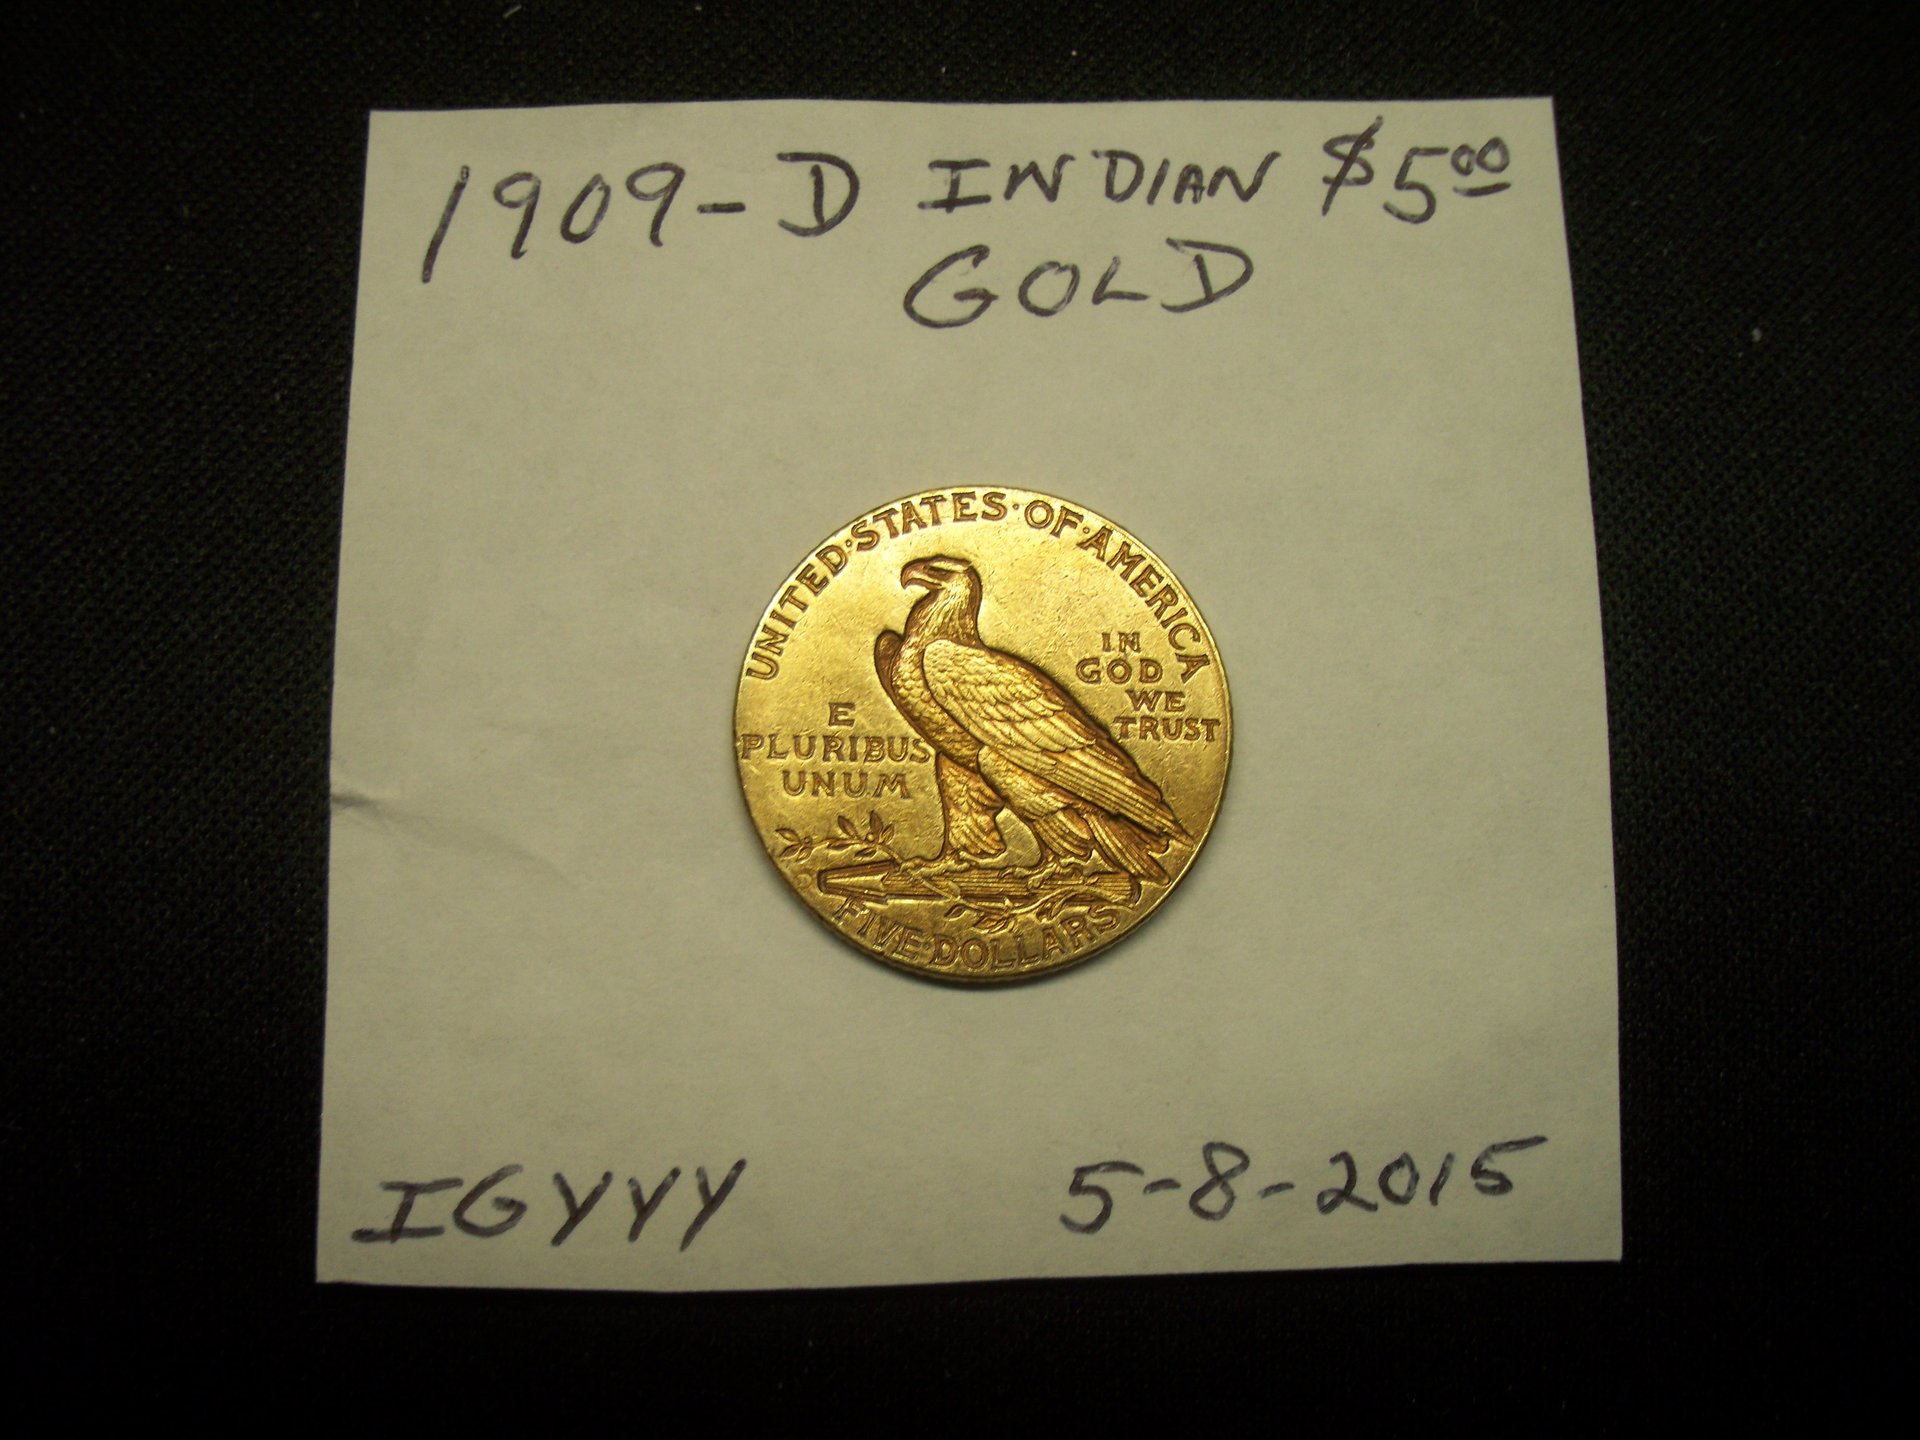 1909-D INDIAN $5.00
GOLD
UNITED·STATES·OF·AMERICA
IN
GOD
WE
TRUST
E
PLURIBUS
UNUM
FIVE·DOLLARS
IGYYY 5-8-2015